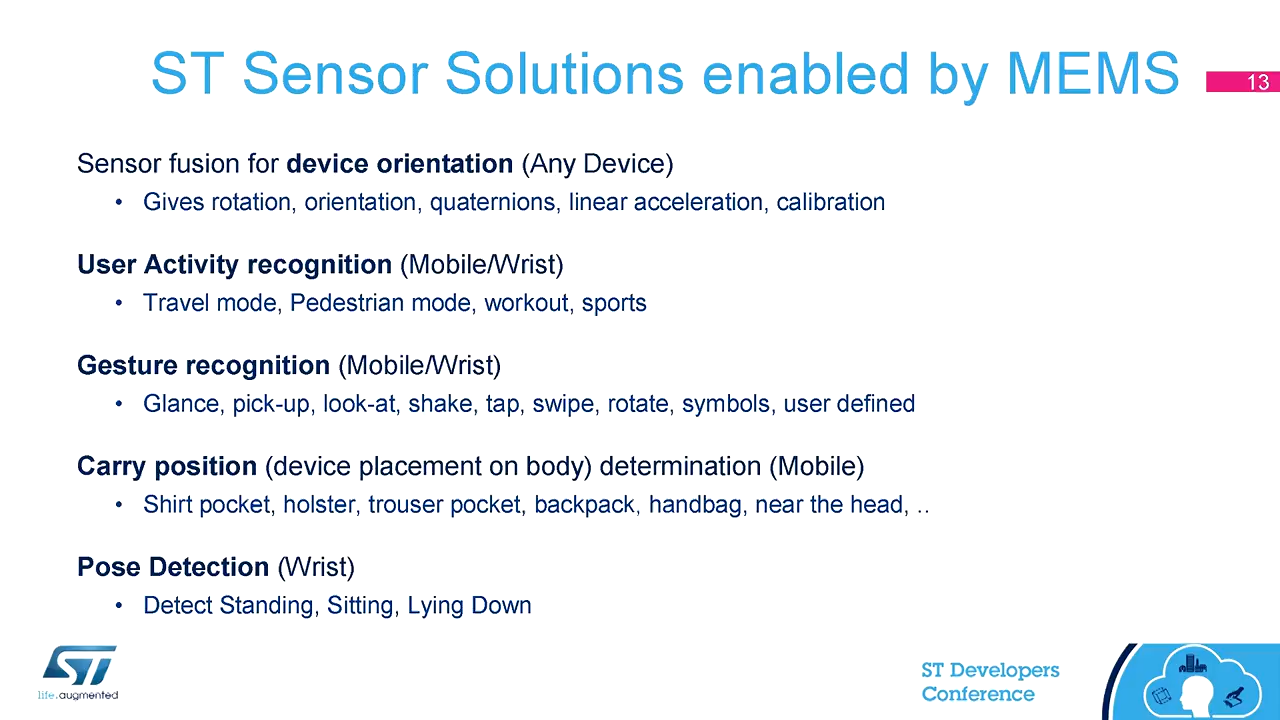 ST Sensor Solutions enabled by MEMS
13
Sensor fusion for device orientation (Any Device)
• Gives rotation, orientation, quaternions, linear acceleration, calibration
User Activity recognition (Mobile/Wrist)
• Travel mode, Pedestrian mode, workout, sports
Gesture recognition (Mobile/Wrist)
• Glance, pick-up, look-at, shake, tap, swipe, rotate, symbols, user defined
Carry position (device placement on body) determination (Mobile)
• Shirt pocket, holster, trouser pocket, backpack, handbag, near the head, ..
Pose Detection (Wrist)
• Detect Standing, Sitting, Lying Down
ST
life.augmented
ST Developers
Conference